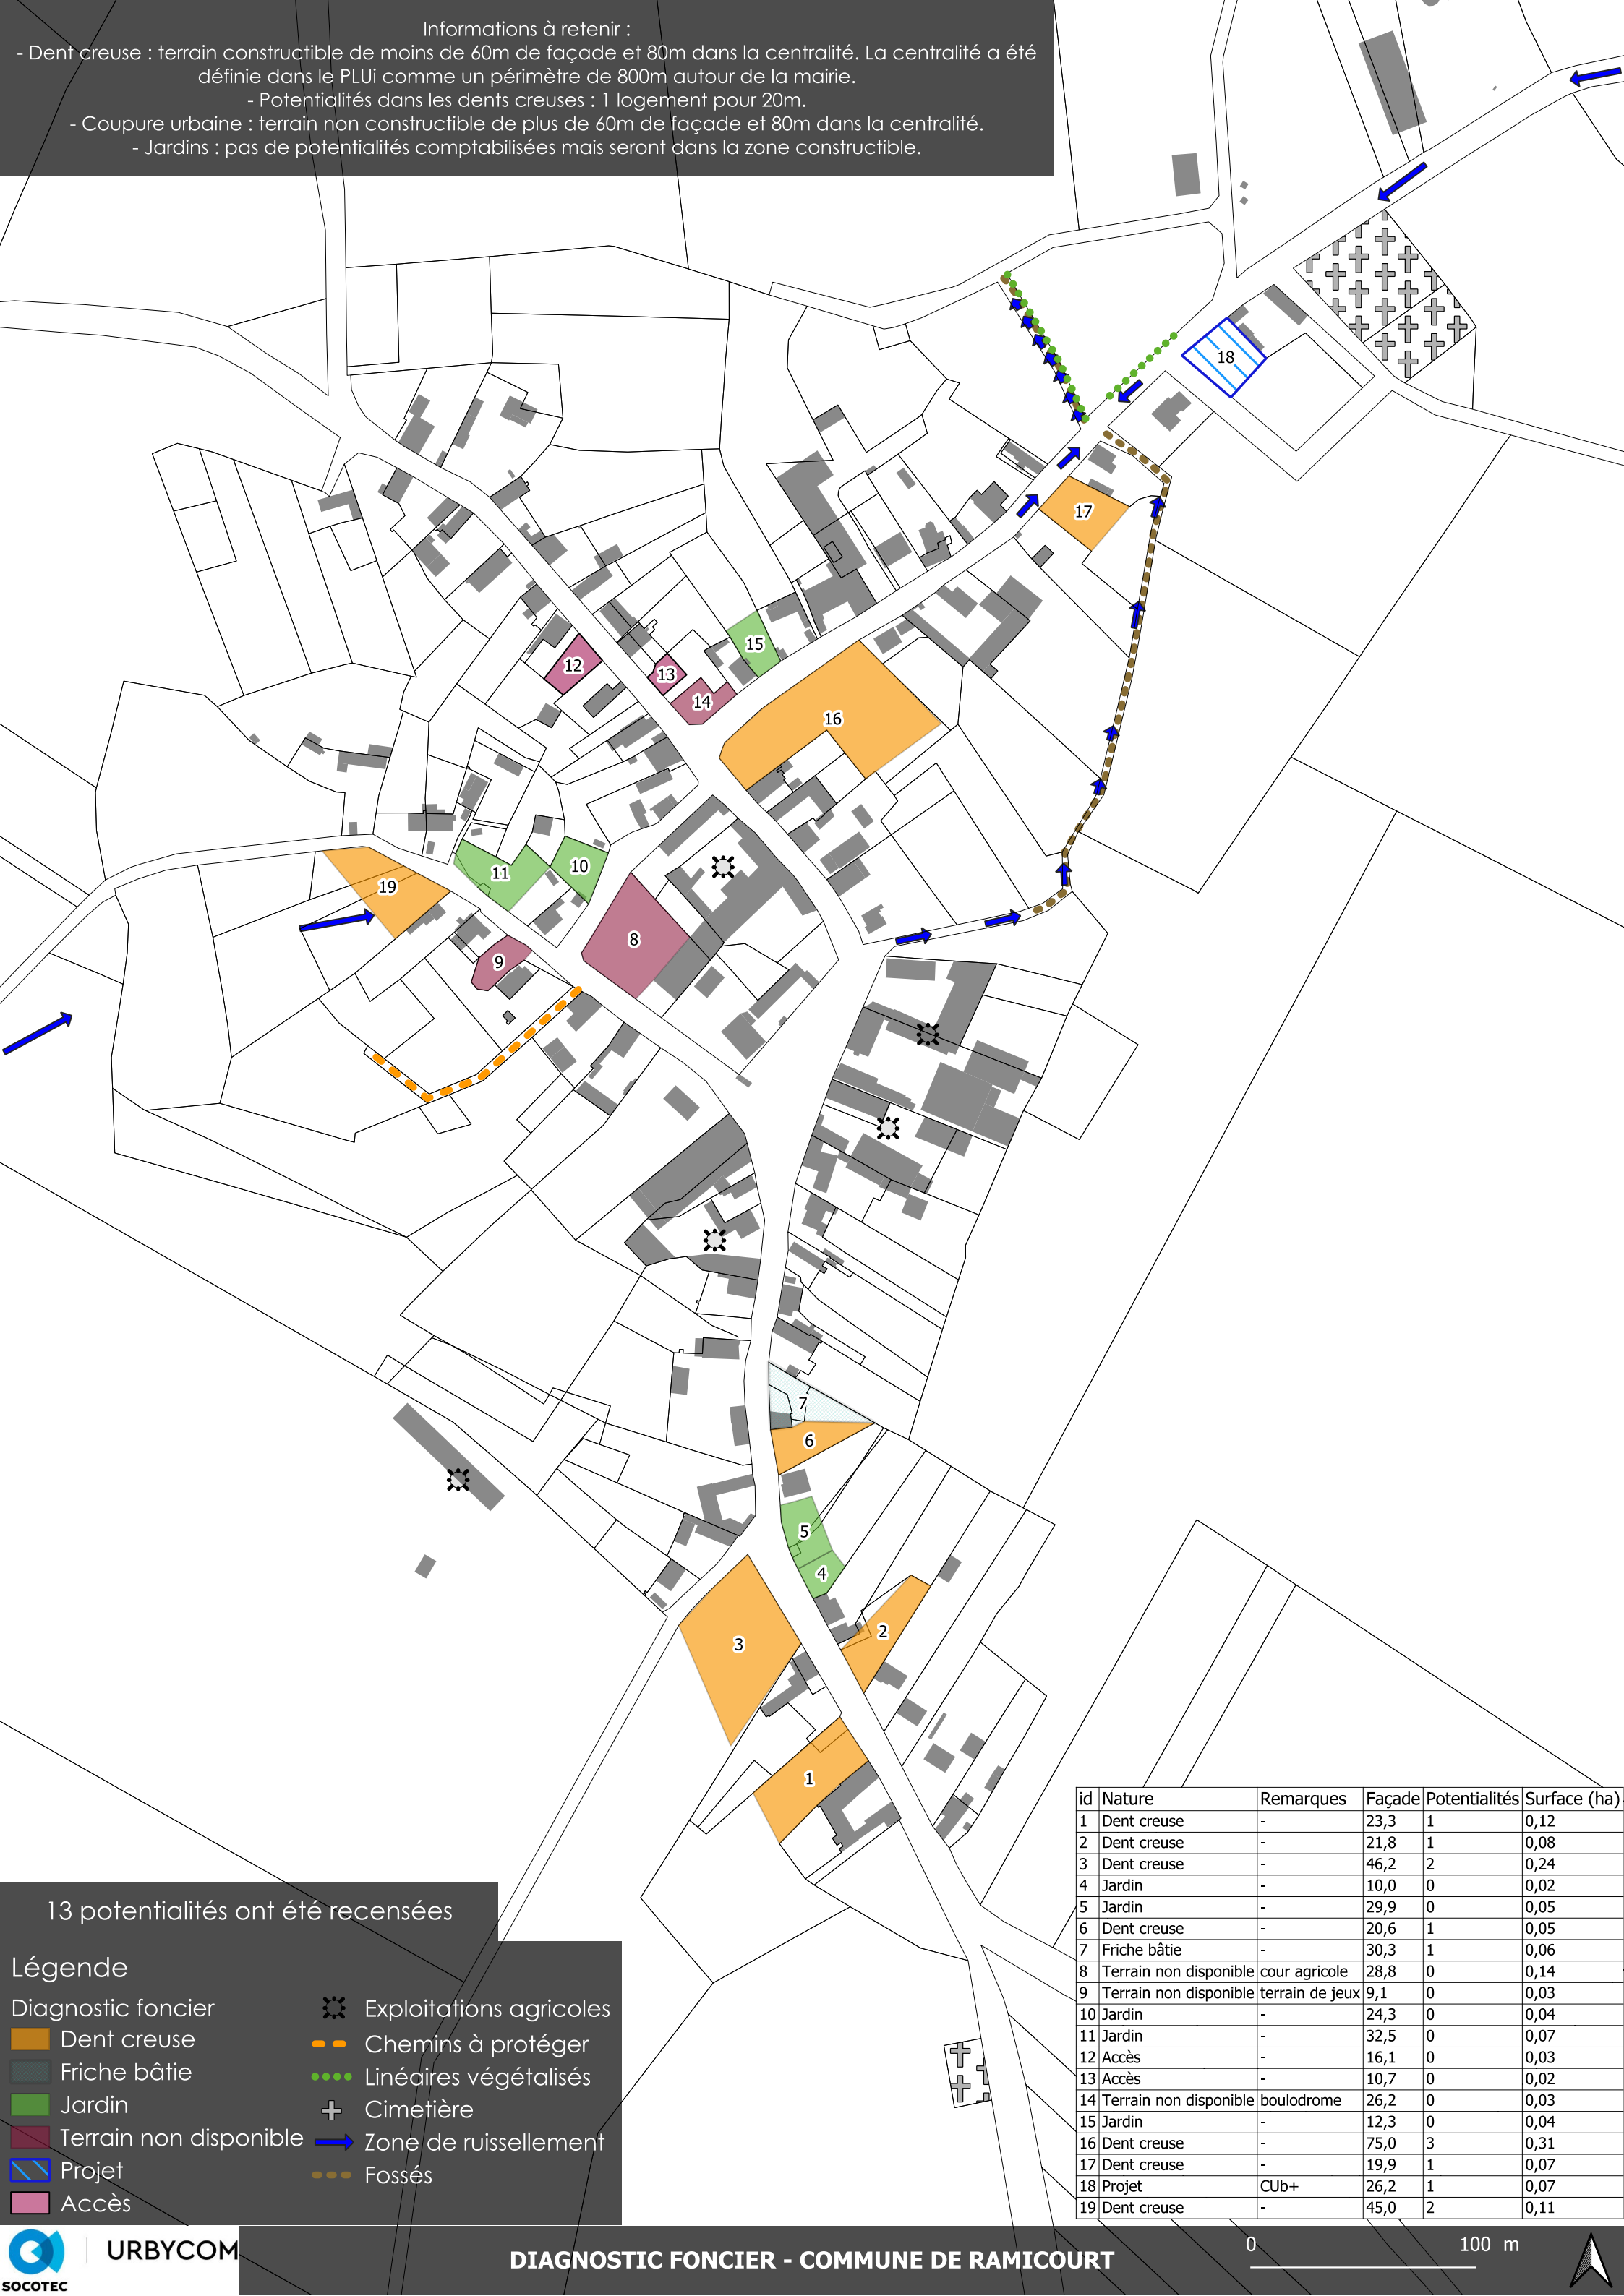 Informations à retenir :
- Dent creuse : terrain constructible de moins de 60m de façade et 80m dans la centralité. La centralité a été
définie dans le PLUi comme un périmètre de 800m autour de la mairie.
- Potentialités dans les dents creuses : 1 logement pour 20m.
- Coupure urbaine : terrain non constructible de plus de 60m de façade et 80m dans la centralité.
- Jardins : pas de potentialités comptabilisées mais seront dans la zone constructible.
18
17
15
12
13
14
16
10
11
19
8
9
7
6
5
4
2
3
1
id Nature Remarques Façade Potentialités Surface (ha)
1 Dent creuse - 23,3 1 0,12
2 Dent creuse - 21,8 1 0,08
3 Dent creuse - 46,2 2 0,24
4 Jardin - 10,0 0 0,02
5 Jardin - 29,9 0 0,05
6 Dent creuse - 20,6 1 0,05
7 Friche bâtie - 30,3 1 0,06
8 Terrain non disponible cour agricole 28,8 0 0,14
9 Terrain non disponible terrain de jeux 9,1 0 0,03
10 Jardin - 24,3 0 0,04
11 Jardin - 32,5 0 0,07
12 Accès - 16,1 0 0,03
13 Accès - 10,7 0 0,02
14 Terrain non disponible boulodrome 26,2 0 0,03
15 Jardin - 12,3 0 0,04
16 Dent creuse - 75,0 3 0,31
17 Dent creuse - 19,9 1 0,07
18 Projet CUb+ 26,2 1 0,07
19 Dent creuse - 45,0 2 0,11
13 potentialités ont été recensées
Légende
Diagnostic foncier
Dent creuse
Friche bâtie
Jardin
Terrain non disponible
Projet
Accès
Exploitations agricoles
Chemins à protéger
Linéaires végétalisés
Cimetière
Zone de ruissellement
Fossés
SOCOTEC
URBYCOM
DIAGNOSTIC FONCIER - COMMUNE DE RAMICOURT
0 100 m